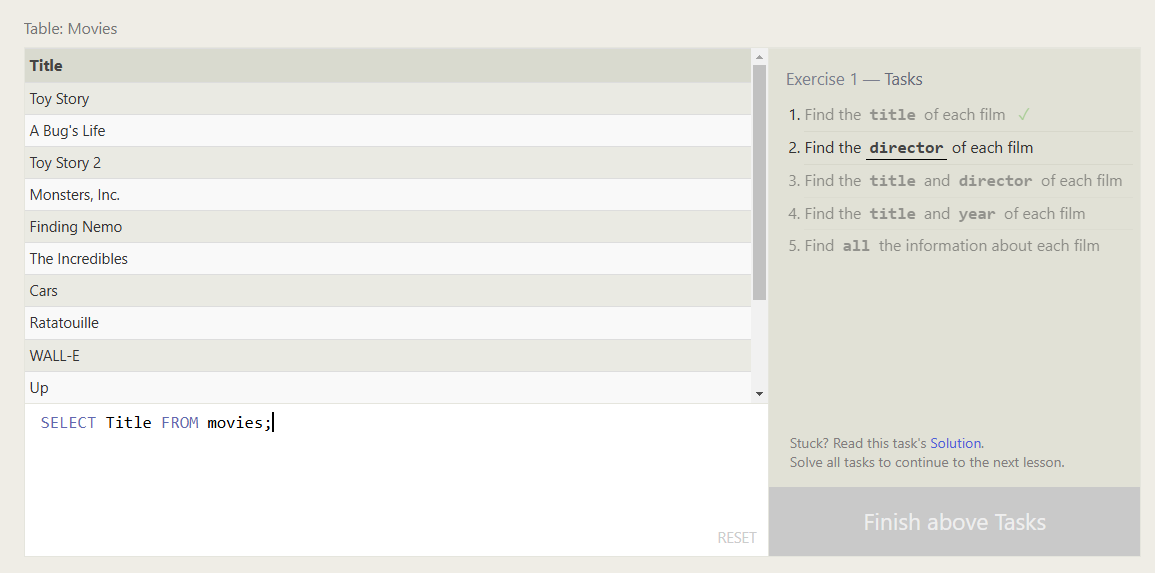 Table: Movies
Title
Toy Story
A Bug's Life
Toy Story 2
Monsters, Inc.
Finding Nemo
The Incredibles
Cars
Ratatouille
WALL-E
Up
SELECT Title FROM movies;
RESET
Exercise 1 — Tasks
1. Find the title of each film ✓
2. Find the director of each film
3. Find the title and director of each film
4. Find the title and year of each film
5. Find all the information about each film
Stuck? Read this task's Solution.
Solve all tasks to continue to the next lesson.
Finish above Tasks